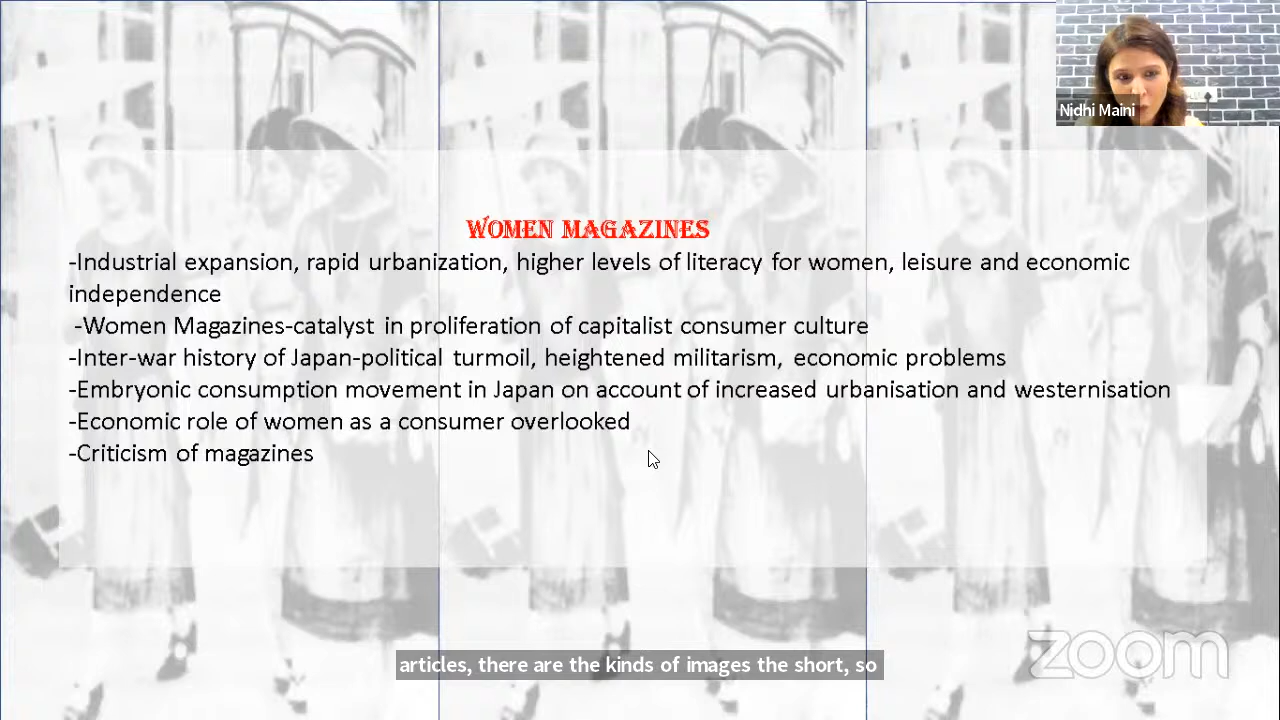 Nidhi Maini
WOMEN MAGAZINES
-Industrial expansion, rapid urbanization, higher levels of literacy for women, leisure and economic
independence
-Women Magazines-catalyst in proliferation of capitalist consumer culture
-Inter-war history of Japan-political turmoil, heightened militarism, economic problems
-Embryonic consumption movement in Japan on account of increased urbanisation and westernisation
-Economic role of women as a consumer overlooked
-Criticism of magazines
articles, there are the kinds of images the short, so
zoom